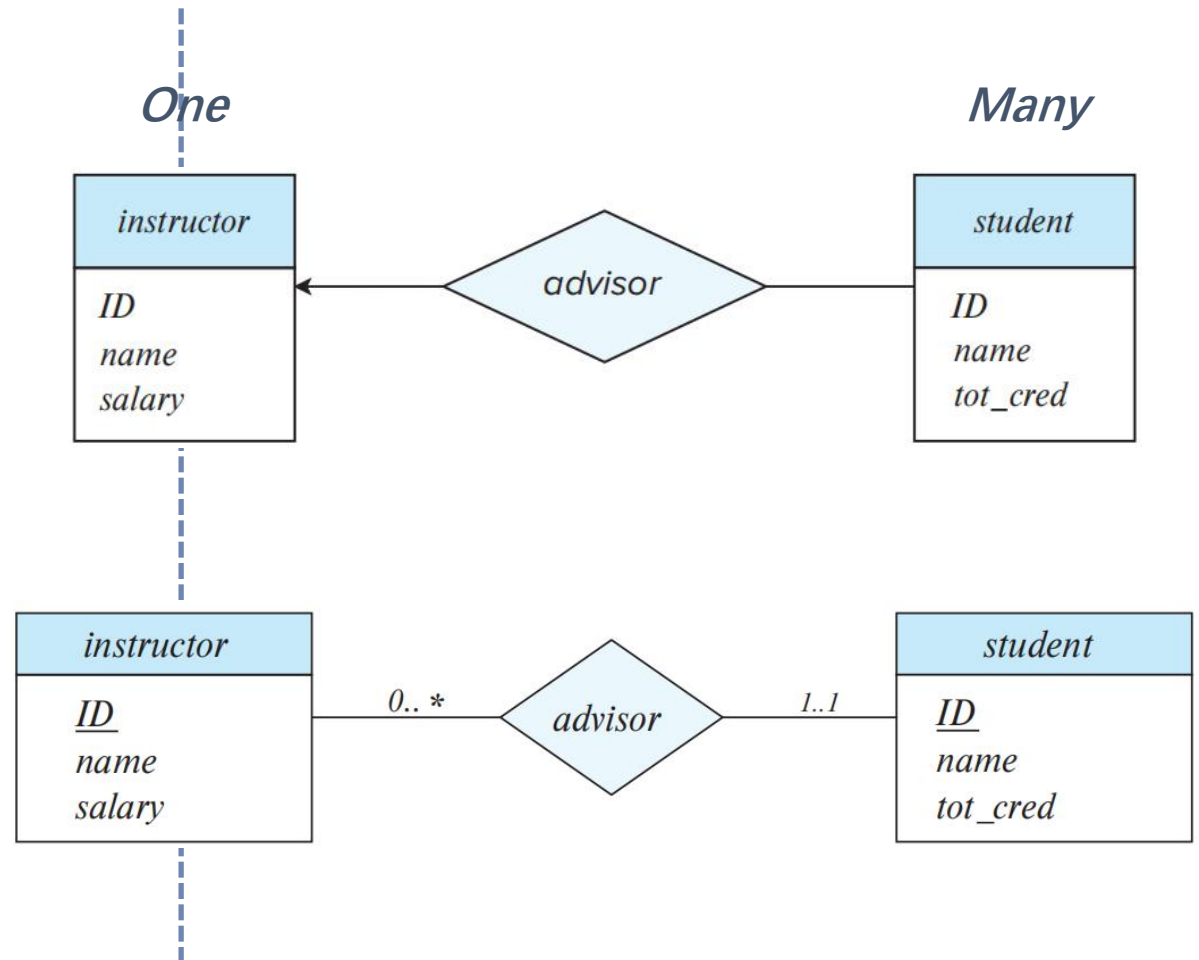 One
Many
instructor
ID
name
salary
advisor
student
ID
name
tot_cred
instructor
ID
name
salary
0.. *
advisor
1..1
student
ID
name
tot_cred